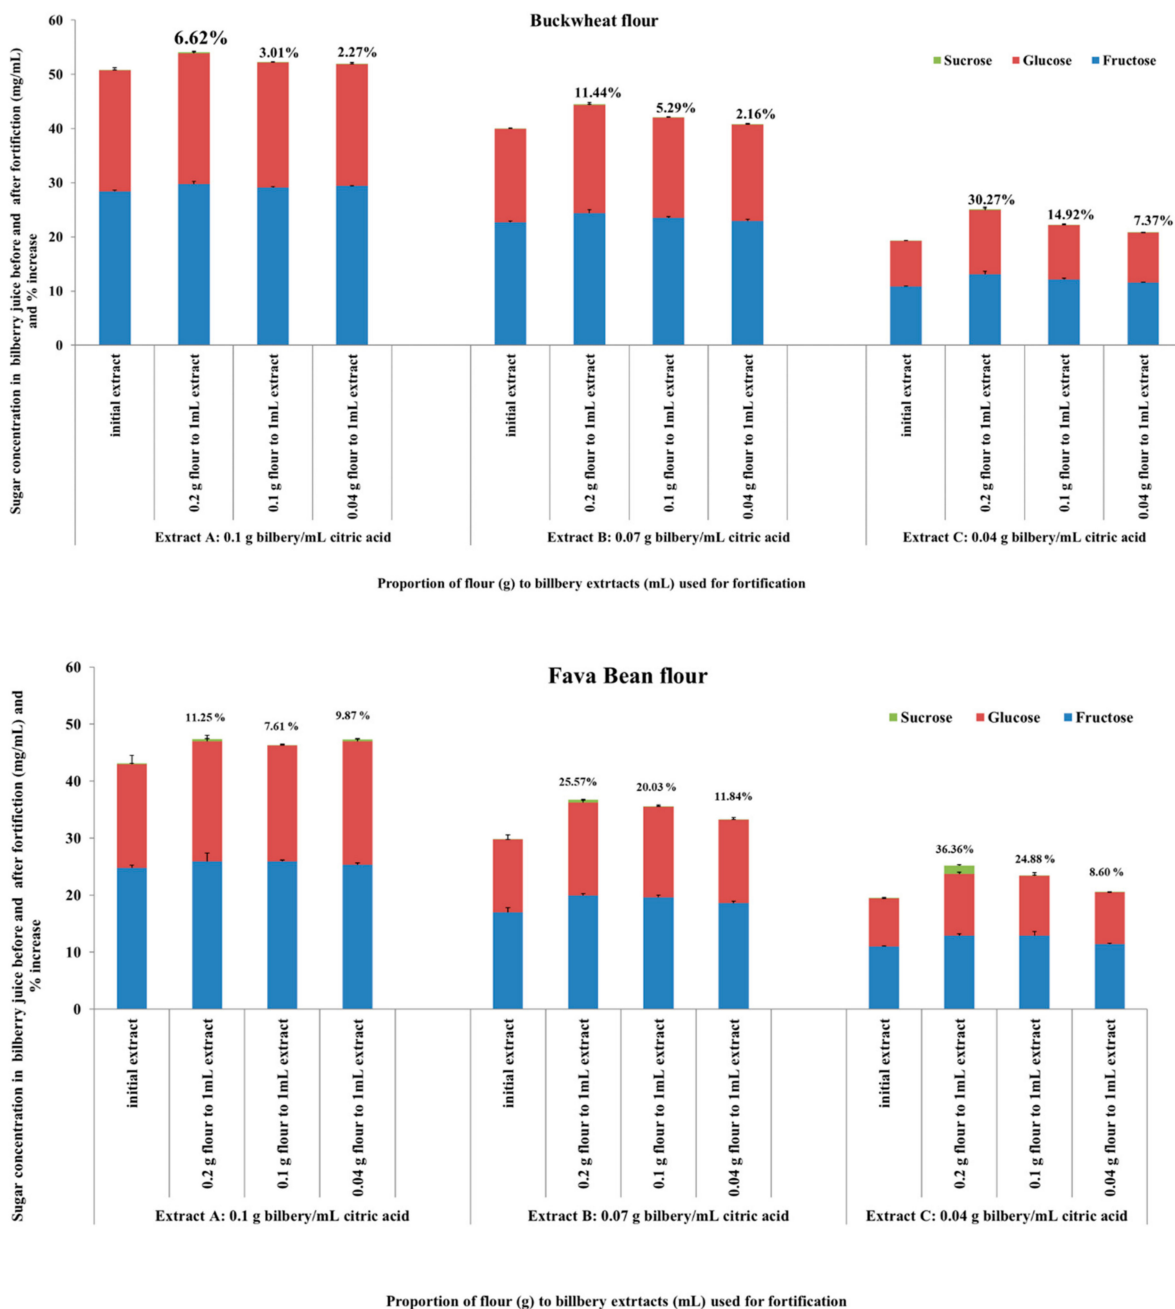 Buckwheat flour
Sugar concentration in bilberry juice before and after fortifiction (mg/mL)
and % increase
60
50
40
30
20
10
0
6.62%
3.01%
2.27%
11.44%
5.29%
2.16%
30.27%
14.92%
7.37%
Sucrose
Glucose
Fructose
initial extract
0.2 g flour to 1mL extract
0.1 g flour to 1mL extract
0.04 g flour to 1mL extract
initial extract
0.2 g flour to 1mL extract
0.1 g flour to 1mL extract
0.04 g flour to 1mL extract
initial extract
0.2 g flour to 1mL extract
0.1 g flour to 1mL extract
0.04 g flour to 1mL extract
Extract A: 0.1 g bilbery/mL citric acid
Extract B: 0.07 g bilbery/mL citric acid
Extract C: 0.04 g bilbery/mL citric acid
Proportion of flour (g) to billbery extrtacts (mL) used for fortification
Fava Bean flour
Sugar concentration in bilberry juice before and after fortifiction (mg/mL) and
% increase
60
50
40
30
20
10
0
11.25 %
7.61 %
9.87 %
25.57%
20.03 %
11.84%
36.36%
24.88 %
8.60 %
Sucrose
Glucose
Fructose
initial extract
0.2 g flour to 1mL extract
0.1 g flour to 1mL extract
0.04 g flour to 1mL extract
initial extract
0.2 g flour to 1mL extract
0.1 g flour to 1mL extract
0.04 g flour to 1mL extract
initial extract
0.2 g flour to 1mL extract
0.1 g flour to 1mL extract
0.04 g flour to 1mL extract
Extract A: 0.1 g bilbery/mL citric acid
Extract B: 0.07 g bilbery/mL citric acid
Extract C: 0.04 g bilbery/mL citric acid
Proportion of flour (g) to billbery extrtacts (mL) used for fortification